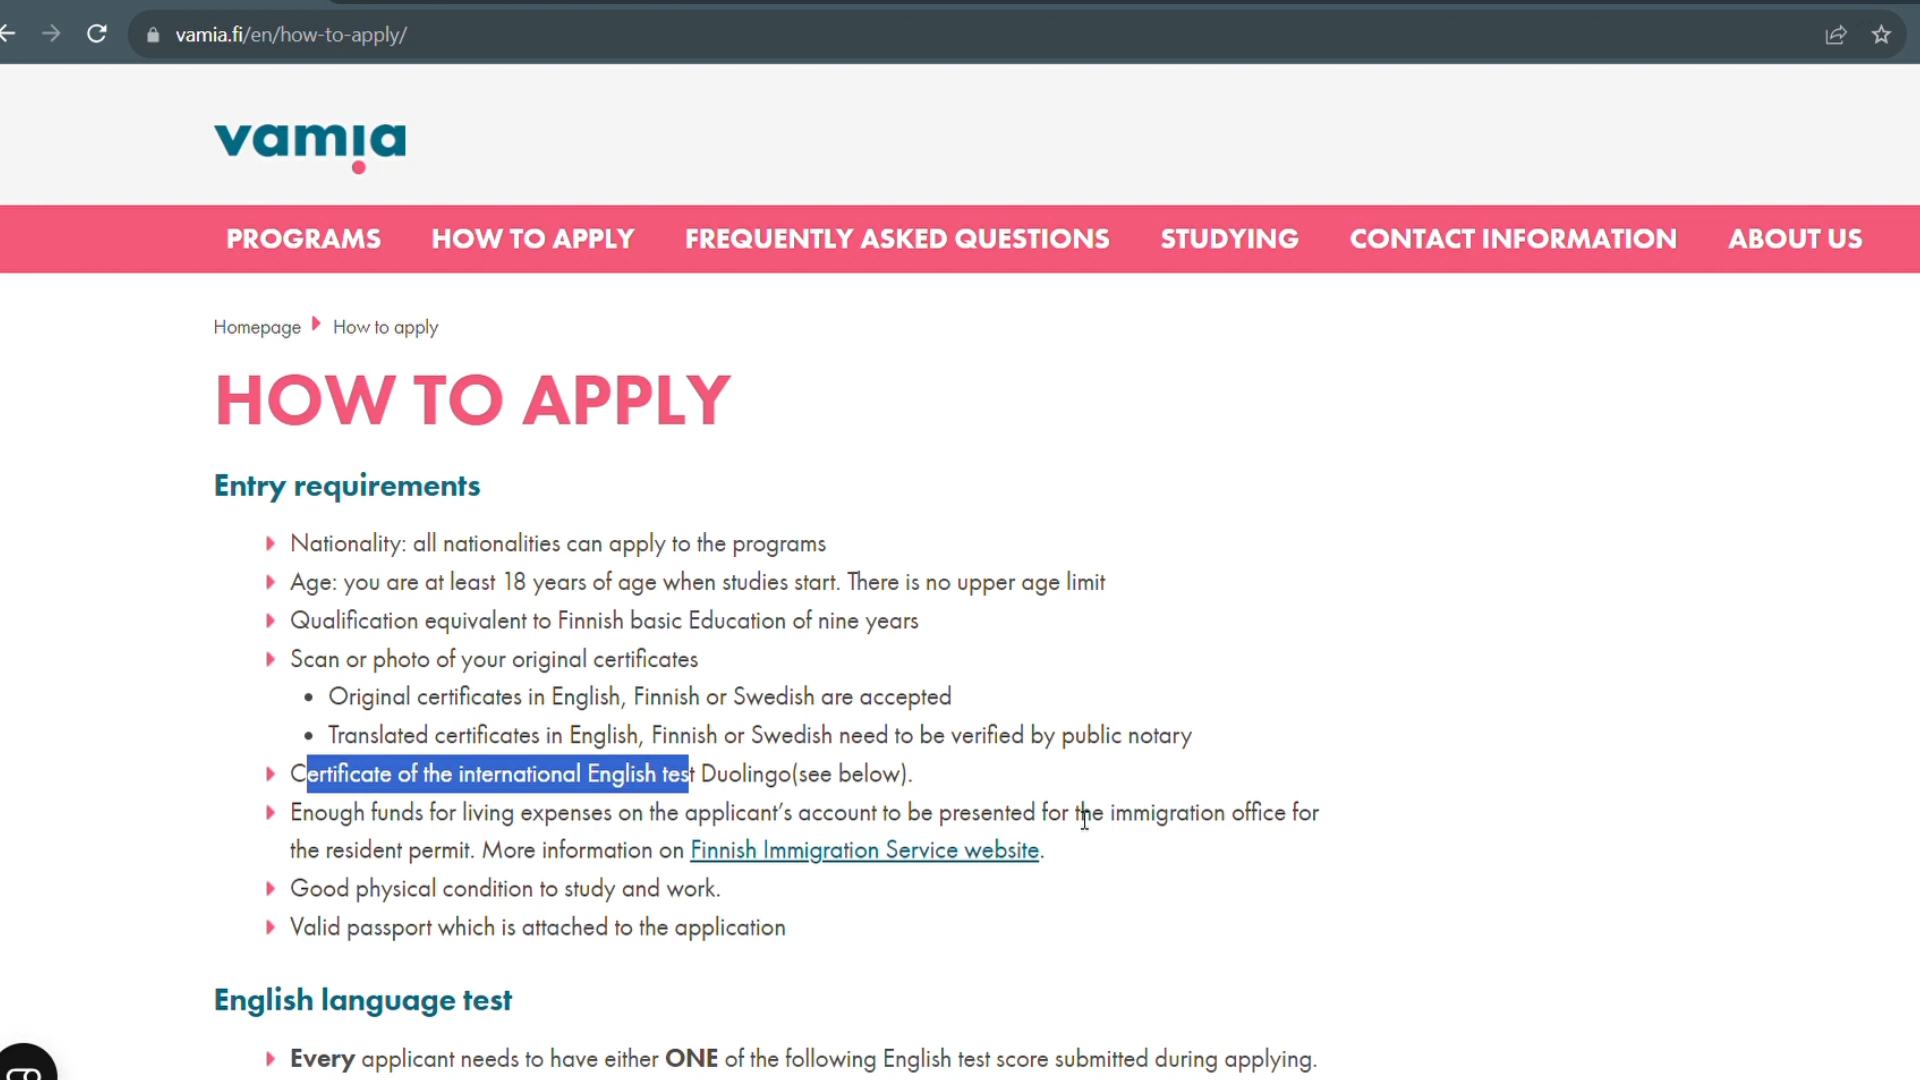 vamia.fi/en/how-to-apply/
vamia
PROGRAMS HOW TO APPLY FREQUENTLY ASKED QUESTIONS STUDYING CONTACT INFORMATION ABOUT US
Homepage How to apply
HOW TO APPLY
Entry requirements
Nationality: all nationalities can apply to the programs
Age: you are at least 18 years of age when studies start. There is no upper age limit
Qualification equivalent to Finnish basic Education of nine years
Scan or photo of your original certificates
Original certificates in English, Finnish or Swedish are accepted
Translated certificates in English, Finnish or Swedish need to be verified by public notary
Certificate of the international English test Duolingo(see below).
Enough funds for living expenses on the applicant's account to be presented for the immigration office for
the resident permit. More information on Finnish Immigration Service website.
Good physical condition to study and work.
Valid passport which is attached to the application
English language test
Every applicant needs to have either ONE of the following English test score submitted during applying.